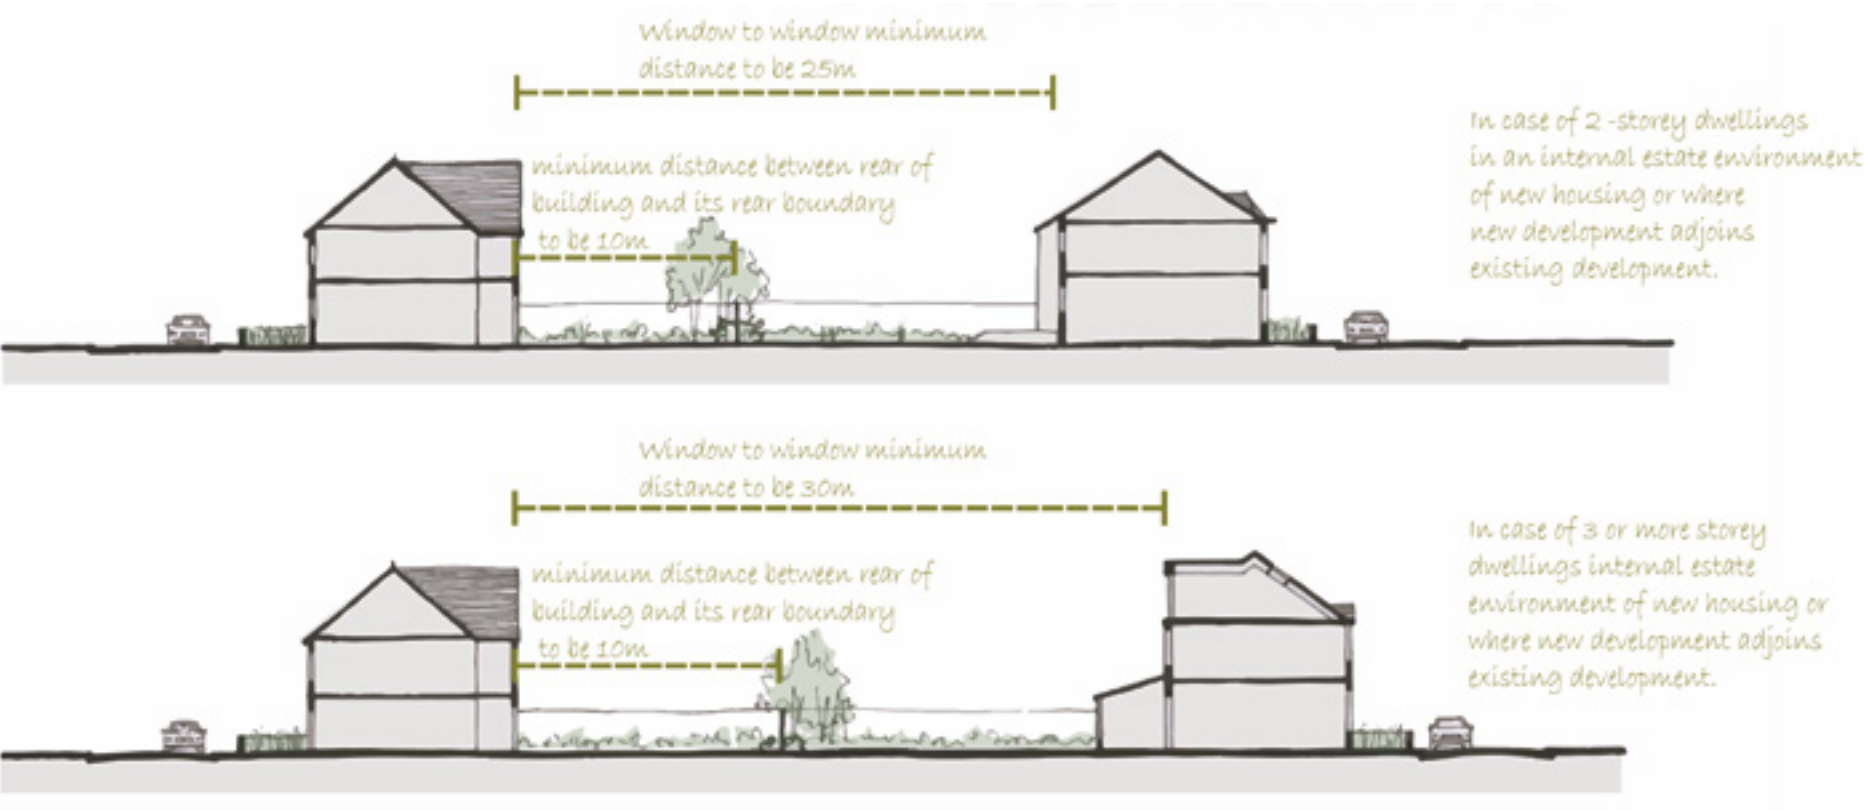 Window to window minimum
distance to be 25m
minimum distance between rear of
building and its rear boundary
to be 10m
In case of 2 -storey dwellings
in an internal estate environment
of new housing or where
new development adjoins
existing development.
Window to window minimum
distance to be 30m
minimum distance between rear of
building and its rear boundary
to be 10m
In case of 3 or more storey
dwellings internal estate
environment of new housing or
where new development adjoins
existing development.